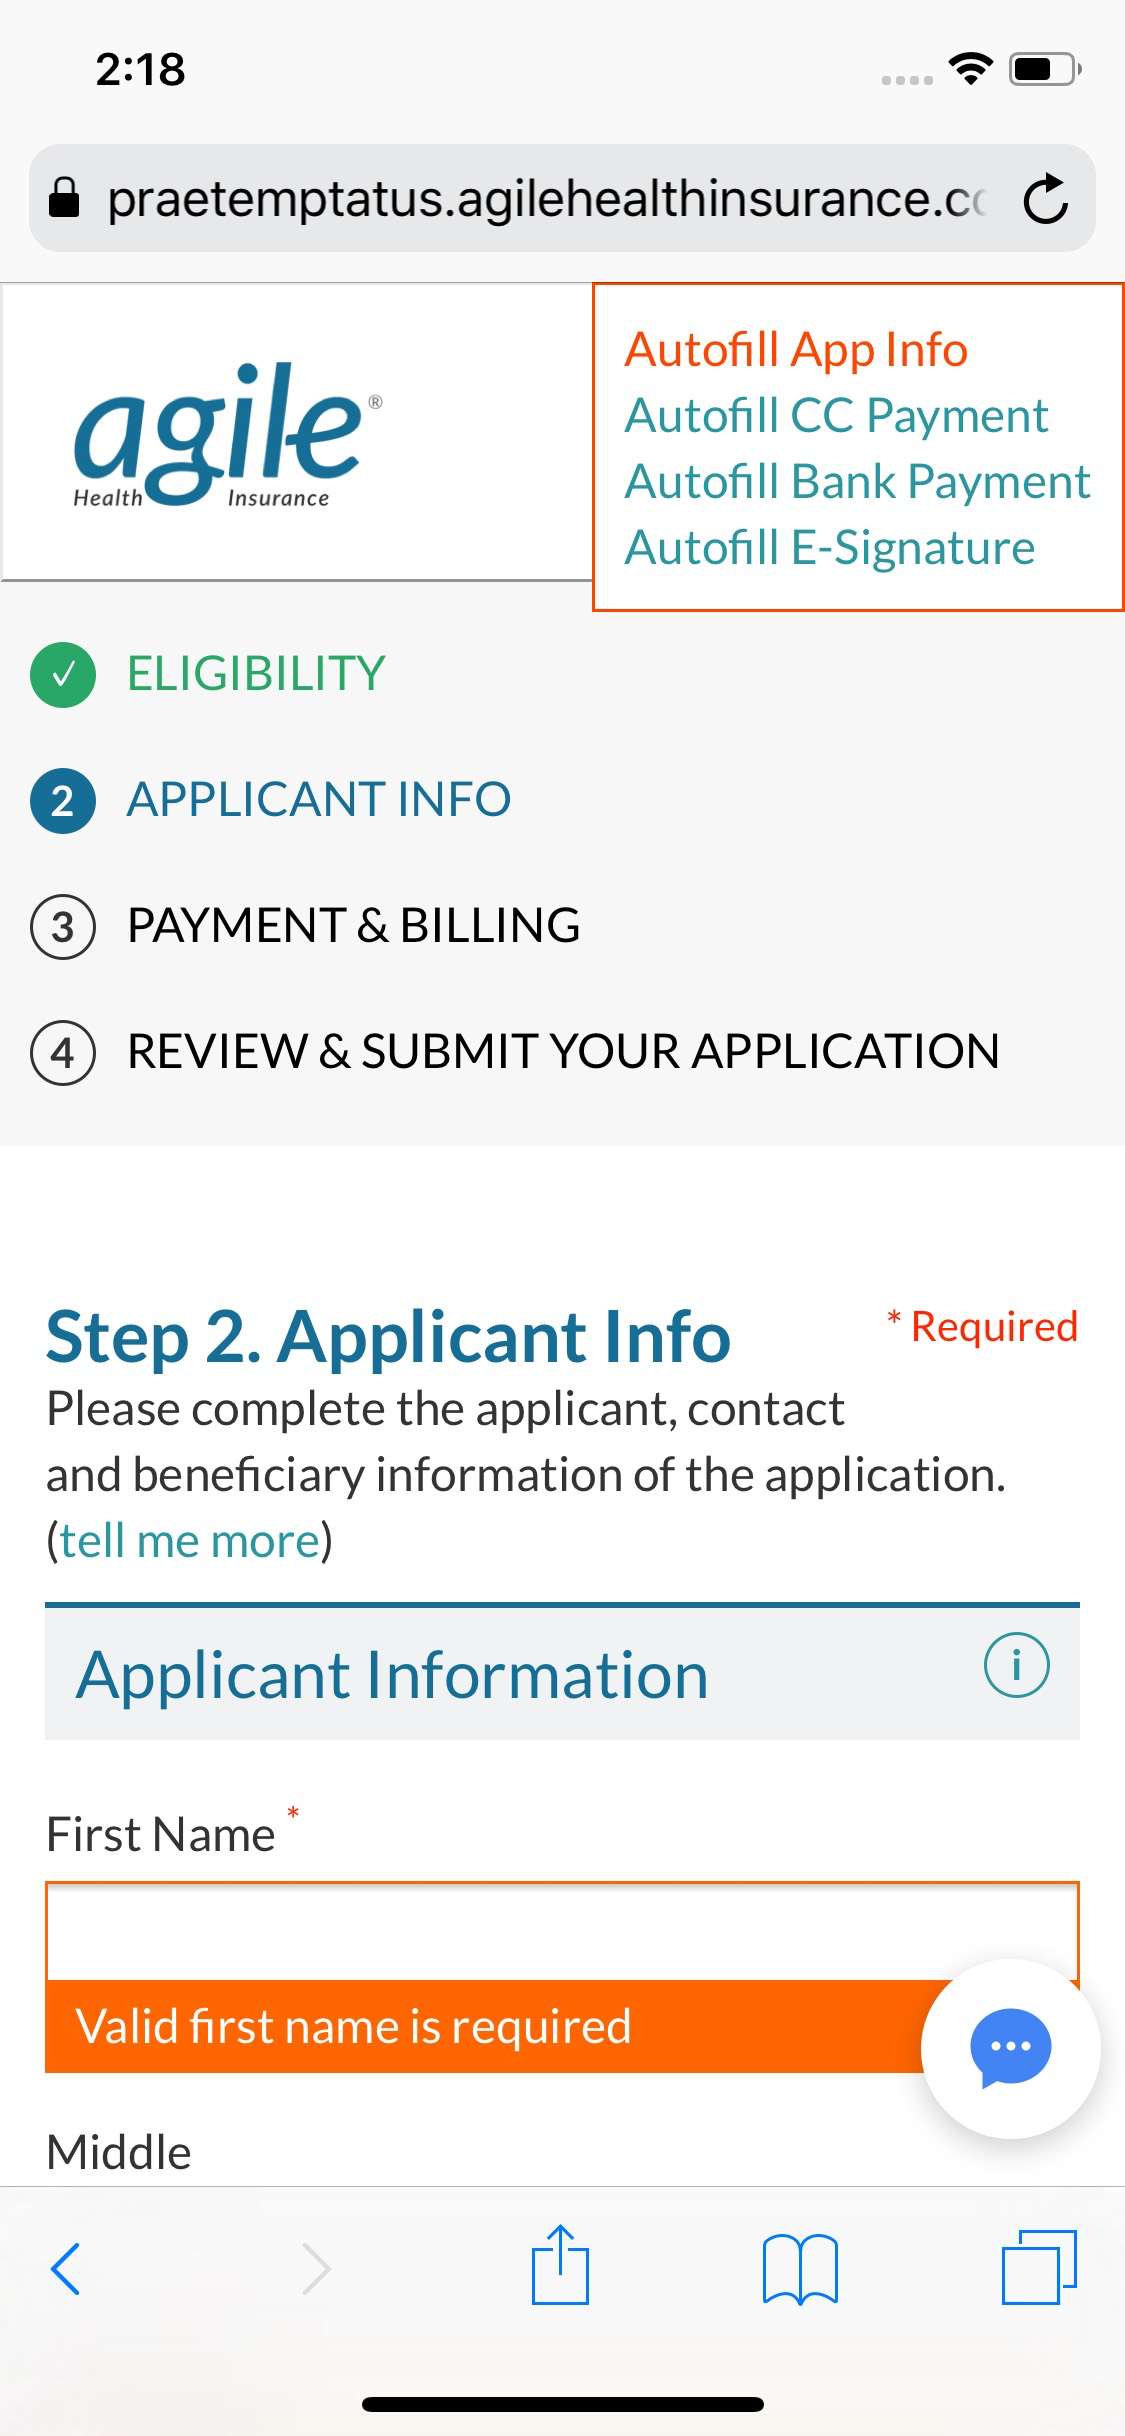 2:18
praetemptatus.agilehealthinsurance.c
agile®
Health Insurance
Autofill App Info
Autofill CC Payment
Autofill Bank Payment
Autofill E-Signature
✓ ELIGIBILITY
2 APPLICANT INFO
3 PAYMENT & BILLING
4 REVIEW & SUBMIT YOUR APPLICATION
Step 2. Applicant Info
* Required
Please complete the applicant, contact
and beneficiary information of the application.
(tell me more)
Applicant Information
i
First Name *
Valid first name is required
Middle